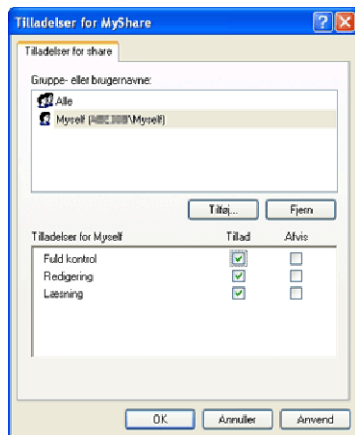 Tilladelser for MyShare
Tilladelser for share
Gruppe- eller brugernavne:
Alle
Myself (\Myself)
Tilføj...
Fjern
Tilladelser for Myself
Tillad
Afvis
Fuld kontrol
Redigering
Læsning
OK
Annuller
Anvend